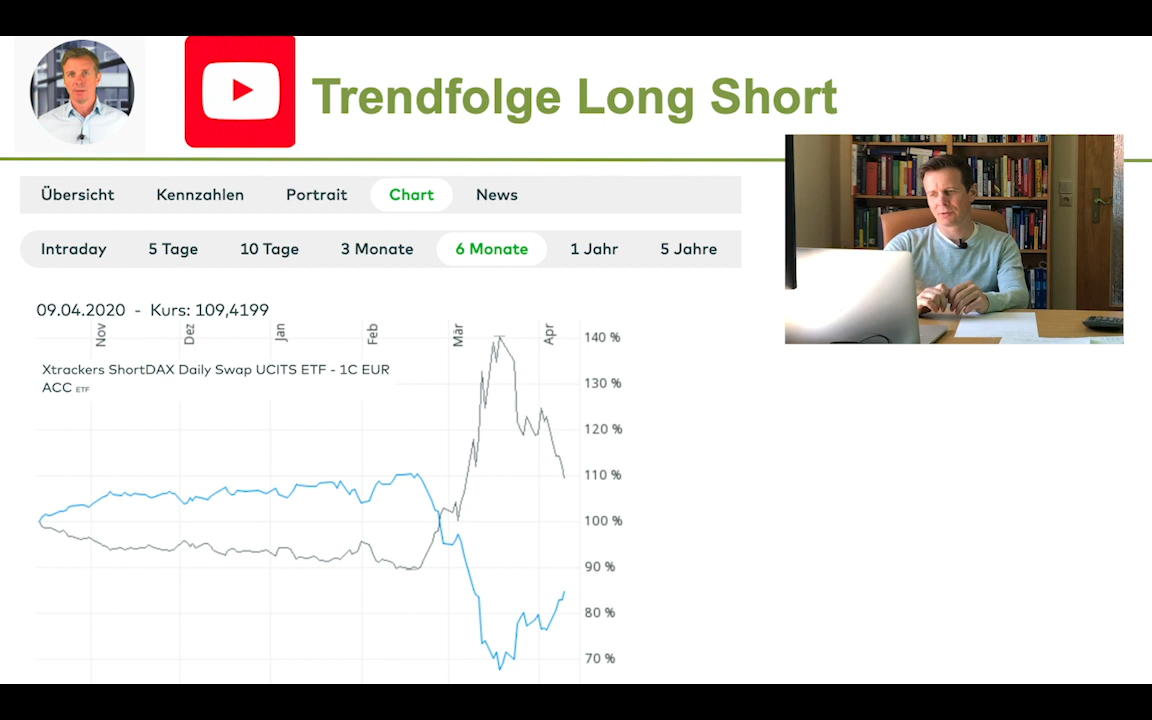 Trendfolge Long Short
Übersicht Kennzahlen Portrait Chart News
Intraday 5 Tage 10 Tage 3 Monate 6 Monate 1 Jahr 5 Jahre
09.04.2020 - Kurs: 109,4199
Nov Dez Jan Feb Mär Apr
Xtrackers ShortDAX Daily Swap UCITS ETF - 1C EUR
ACC ETF
140 %
130 %
120 %
110 %
100 %
90 %
80 %
70 %